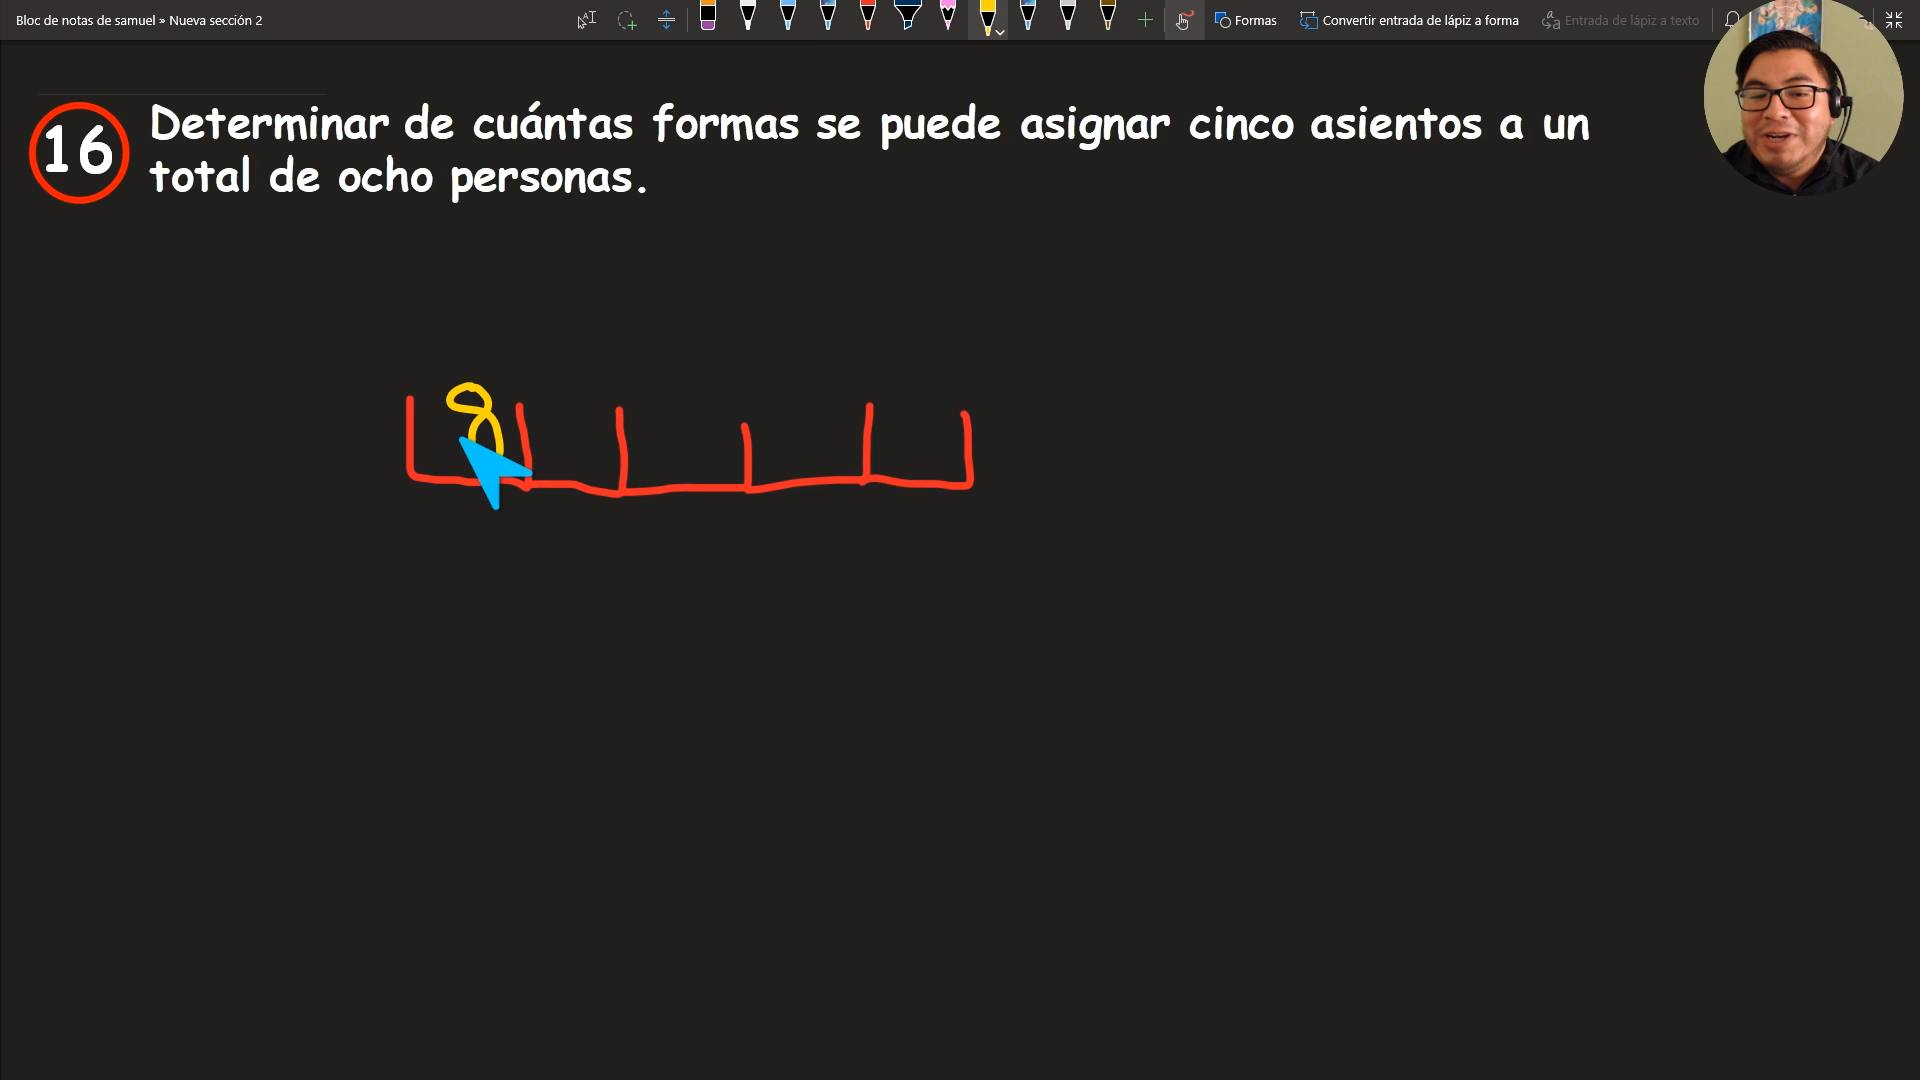 Bloc de notas de samuel » Nueva sección 2
Formas
Convertir entrada de lápiz a forma
Entrada de lápiz a texto
16
Determinar de cuántas formas se puede asignar cinco asientos a un
total de ocho personas.
8